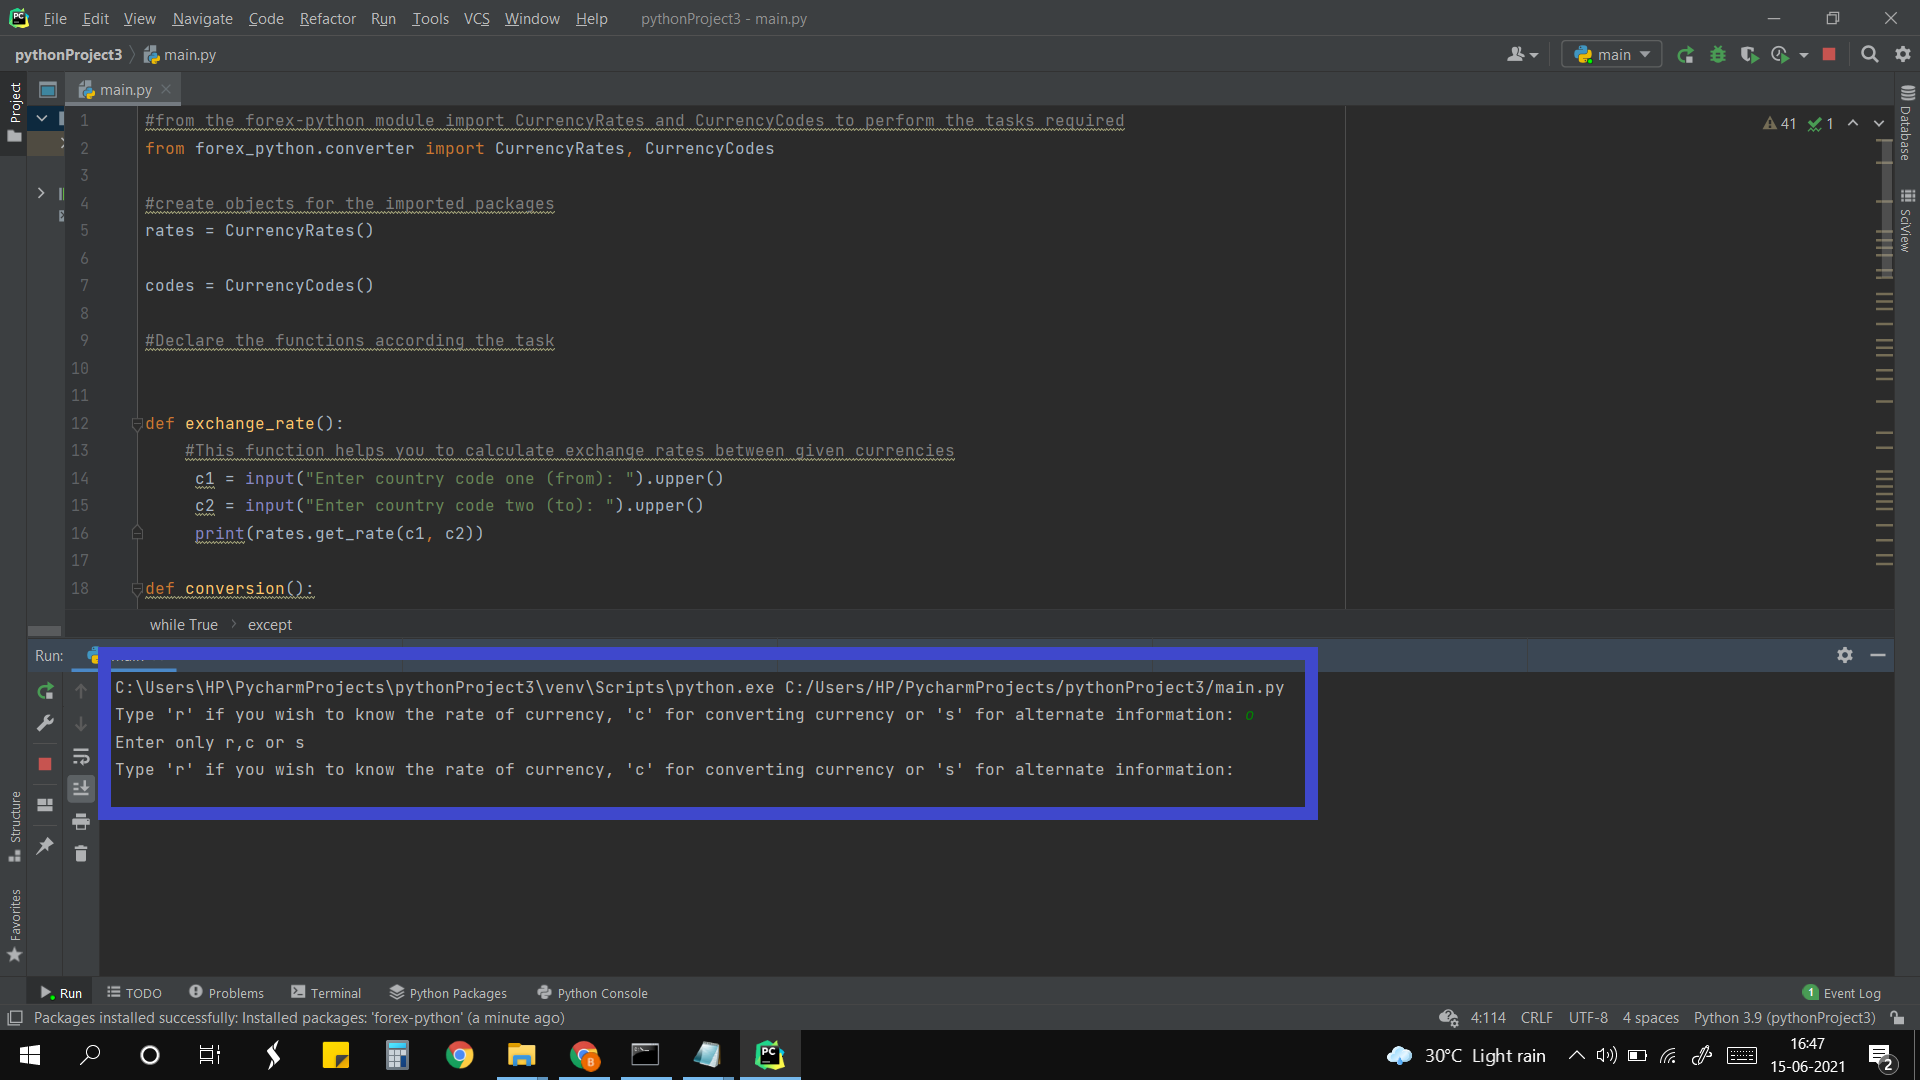 File Edit View Navigate Code Refactor Run Tools VCS Window Help pythonProject3 - main.py
pythonProject3 main.py main
Project
main.py
41 1
1 #from the forex-python module import CurrencyRates and CurrencyCodes to perform the tasks required
2 from forex_python.converter import CurrencyRates, CurrencyCodes
3
4 #create objects for the imported packages
5 rates = CurrencyRates()
6
7 codes = CurrencyCodes()
8
9 #Declare the functions according the task
10
11
12 def exchange_rate():
13 #This function helps you to calculate exchange rates between given currencies
14 c1 = input("Enter country code one (from): ").upper()
15 c2 = input("Enter country code two (to): ").upper()
16 print(rates.get_rate(c1, c2))
17
18 def conversion():
Database
SciView
while True except
Run:
C:\Users\HP\PycharmProjects\pythonProject3\venv\Scripts\python.exe C:/Users/HP/PycharmProjects/pythonProject3/main.py
Type 'r' if you wish to know the rate of currency, 'c' for converting currency or 's' for alternate information: o
Enter only r,c or s
Type 'r' if you wish to know the rate of currency, 'c' for converting currency or 's' for alternate information:
Structure
Favorites
Run TODO Problems Terminal Python Packages Python Console 1 Event Log
Packages installed successfully: Installed packages: 'forex-python' (a minute ago) 4:114 CRLF UTF-8 4 spaces Python 3.9 (pythonProject3)
30°C Light rain 16:47
15-06-2021 2